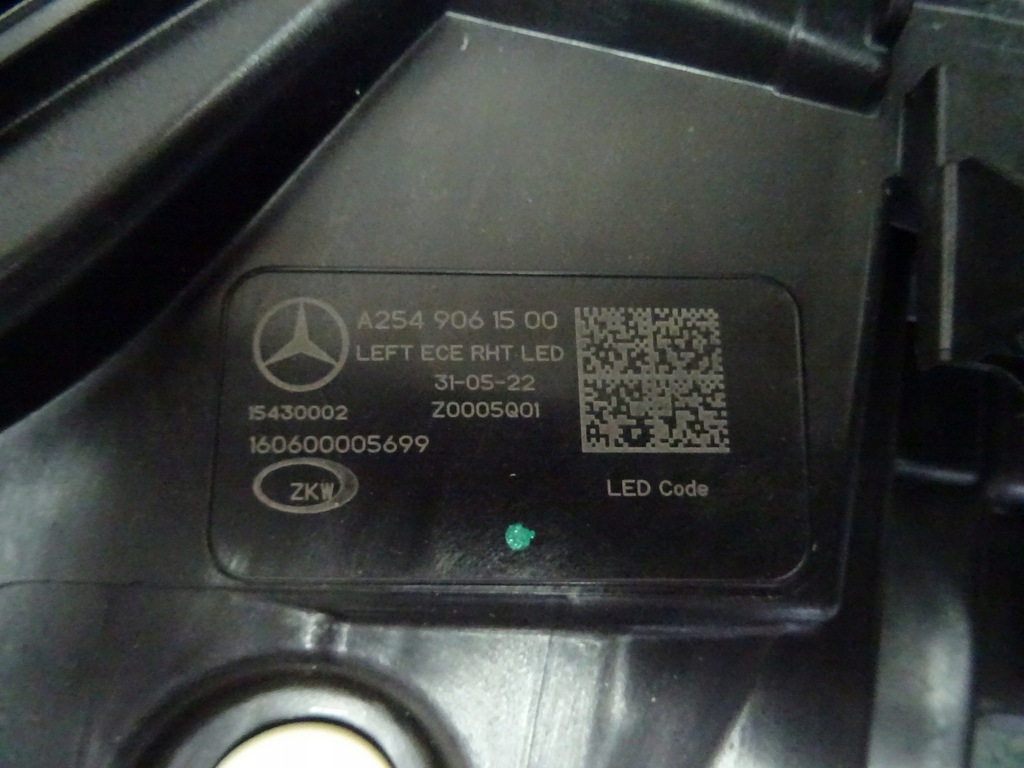 A254 906 15 00
LEFT ECE RHT LED
31-05-22
15430002 Z0005Q01
160600005699
ZKW
LED Code